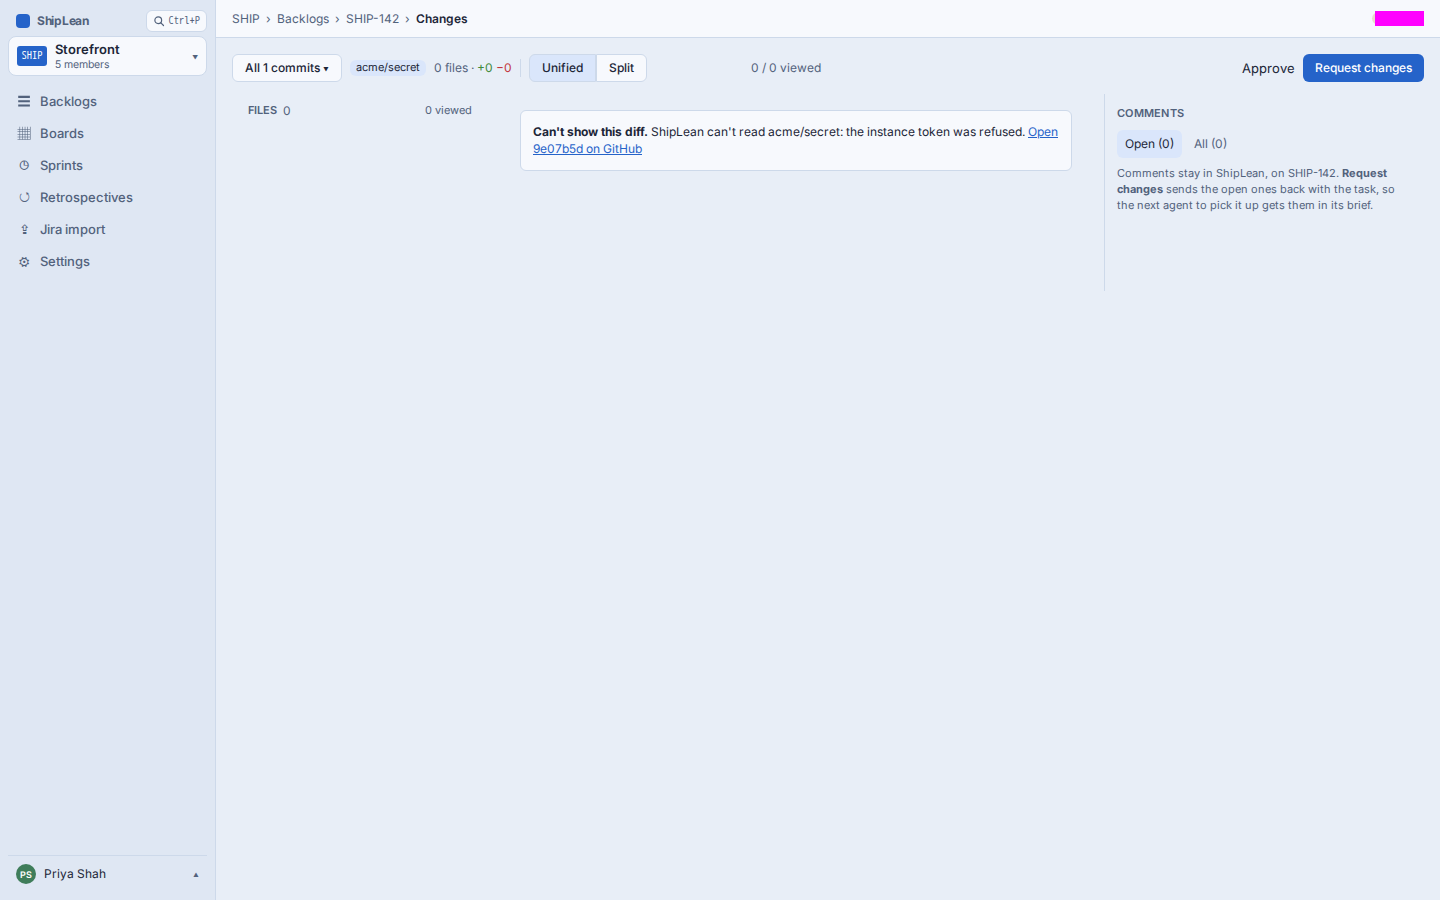 ShipLean
Ctrl+P
SHIP
Storefront
5 members
Backlogs
Boards
Sprints
Retrospectives
Jira import
Settings
PS
Priya Shah
SHIP › Backlogs › SHIP-142 › Changes
All 1 commits
acme/secret
0 files · +0 −0
Unified
Split
0 / 0 viewed
Approve
Request changes
FILES 0
0 viewed
Can't show this diff. ShipLean can't read acme/secret: the instance token was refused. Open
9e07b5d on GitHub
COMMENTS
Open (0)
All (0)
Comments stay in ShipLean, on SHIP-142. Request
changes sends the open ones back with the task, so
the next agent to pick it up gets them in its brief.